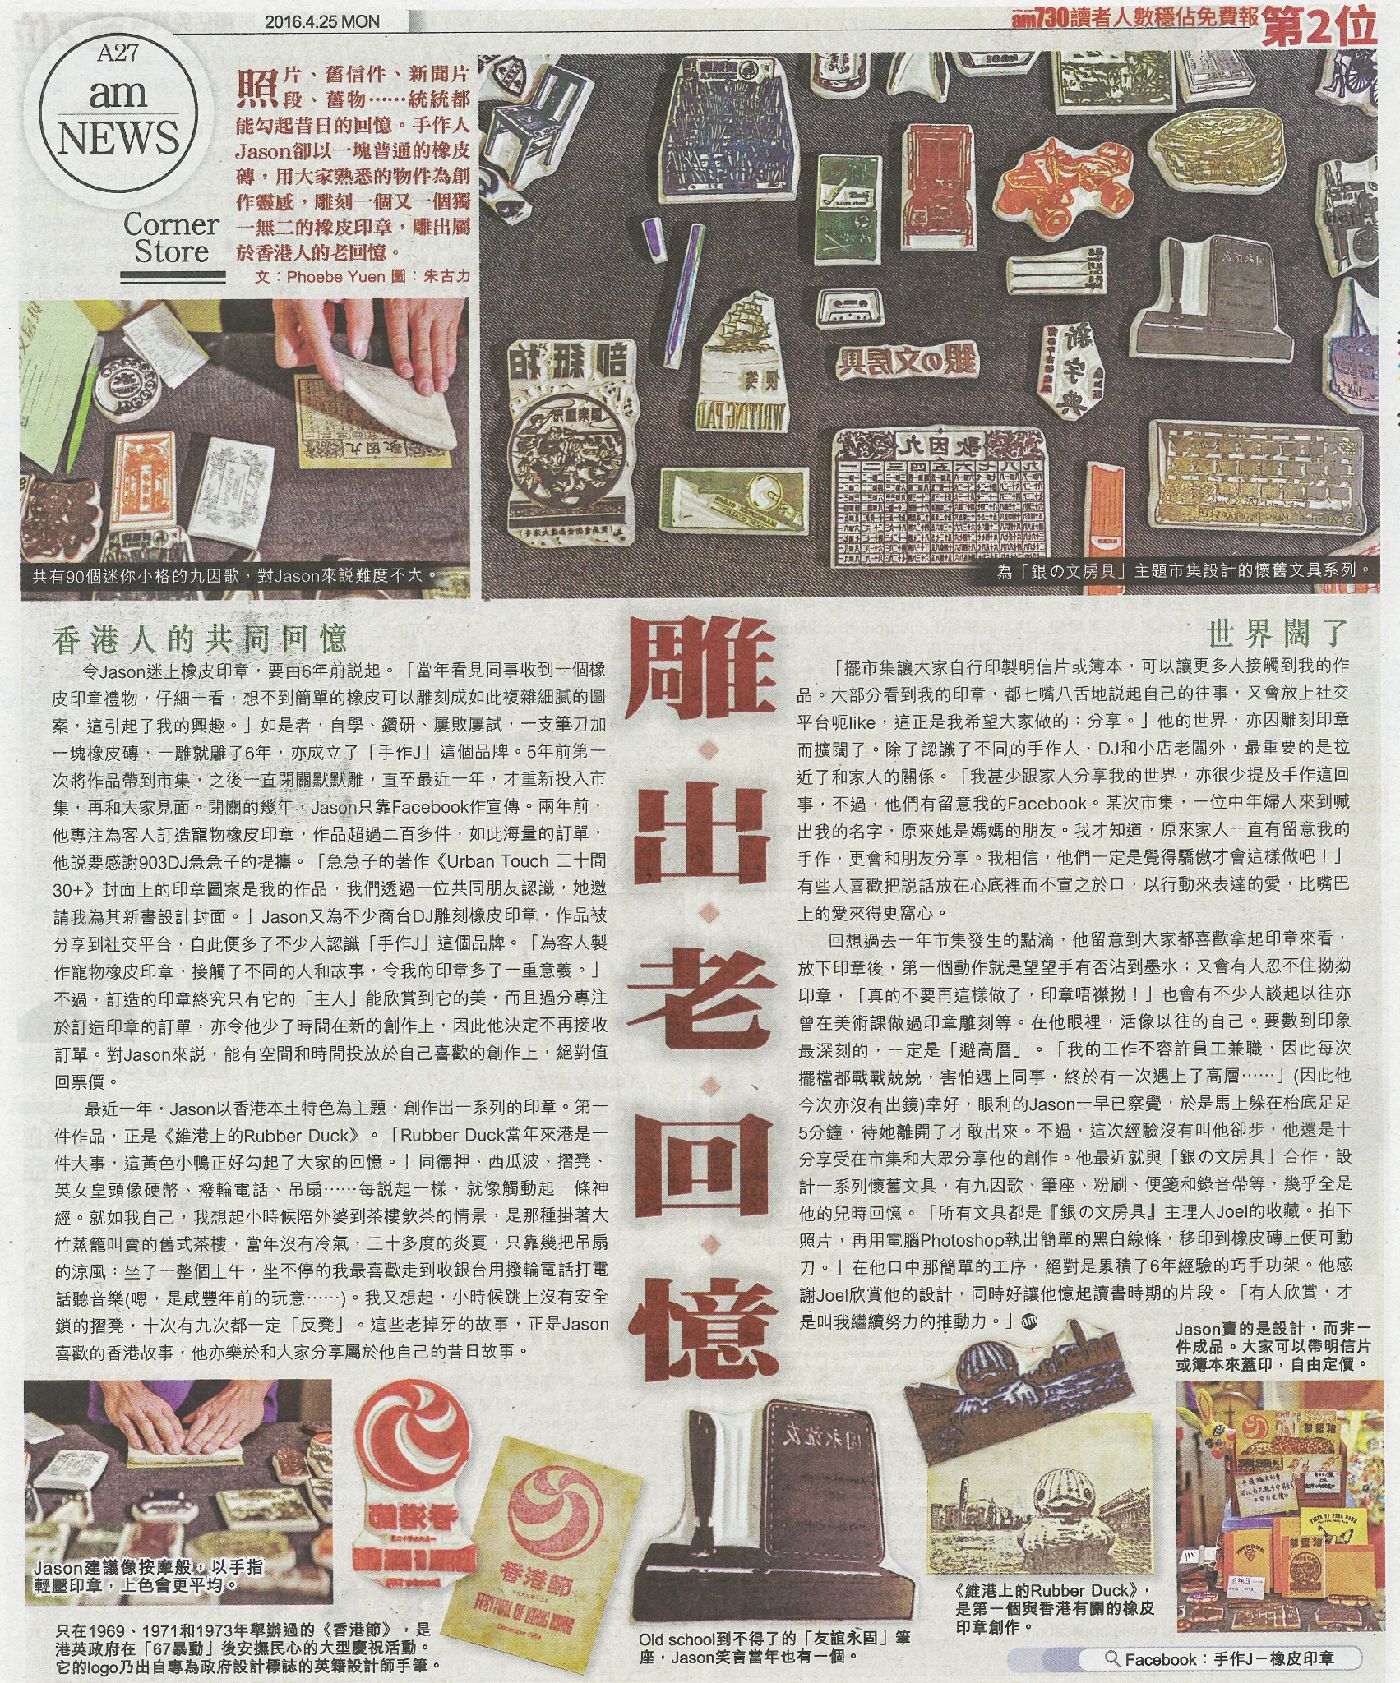 2016.4.25 MON
am730讀者人數穩佔免費報第2位
A27
am
NEWS
Corner
Store
照片、舊信件、新聞片
段、舊物……統統都
能勾起昔日的回憶。手作人
Jason卻以一塊普通的橡皮
磚，用大家熟悉的物件為創
作靈感，雕刻一個又一個獨
一無二的橡皮印章，雕出屬
於香港人的老回憶。
文：Phoebe Yuen 圖：朱古力
共有90個迷你小格的九因歌，對Jason來說難度不大。
為「銀の文房具」主題市集設計的懷舊文具系列。
雕·出·老·回·憶
香港人的共同回憶
令Jason迷上橡皮印章，要由6年前說起。「當年看見同事收到一個橡
皮印章禮物，仔細一看，想不到簡單的橡皮可以雕刻成如此複雜細膩的圖
案，這引起了我的興趣。」如是者，自學、鑽研、屢敗屢試，一支筆刀加
一塊橡皮磚，一雕就雕了6年，亦成立了「手作J」這個品牌。5年前第一
次將作品帶到市集，之後一直閉關默默雕，直至最近一年，才重新投入市
集，再和大家見面。閉關的幾年，Jason只靠Facebook作宣傳。兩年前，
他專注為客人訂造寵物橡皮印章，作品超過二百多件，如此海量的訂單，
他說要感謝903DJ急急子的提攜。「急急子的著作《Urban Touch 二十問
30+》封面上的印章圖案是我的作品，我們透過一位共同朋友認識，她邀
請我為其新書設計封面。」Jason又為不少商台DJ雕刻橡皮印章，作品被
分享到社交平台，自此便多了不少人認識「手作J」這個品牌。「為客人製
作寵物橡皮印章，接觸了不同的人和故事，令我的印章多了一重意義。」
不過，訂造的印章終究只有它的「主人」能欣賞到它的美，而且過分專注
於訂造印章的訂單，亦令他少了時間在新的創作上，因此他決定不再接收
訂單。對Jason來說，能有空間和時間投放於自己喜歡的創作上，絕對值
回票價。
最近一年，Jason以香港本土特色為主題，創作出一系列的印章。第一
件作品，正是《維港上的Rubber Duck》。「Rubber Duck當年來港是一
件大事，這黃色小鴨正好勾起了大家的回憶。」同德押、西瓜波、摺凳、
英女皇頭像硬幣、撥輪電話、吊扇……每說起一樣，就像觸動起一條神
經。就如我自己，我想起小時候陪外婆到茶樓飲茶的情景，是那種掛著大
竹蒸籠叫賣的舊式茶樓，當年沒有冷氣，三十多度的炎夏，只靠幾把吊扇
的涼風；坐了一整個上午，坐不停的我最喜歡走到收銀台用撥輪電話打電
話聽音樂(嗯，是咸豐年前的玩意……)。我又想起，小時候跳上沒有安全
鎖的摺凳，十次有九次都一定「反凳」。這些老掉牙的故事，正是Jason
喜歡的香港故事，他亦樂於和人家分享屬於他自己的昔日故事。
世界闊了
「擺市集讓大家自行印製明信片或簿本，可以讓更多人接觸到我的作
品。大部分看到我的印章，都七嘴八舌地說起自己的往事，又會放上社交
平台呃like，這正是我希望大家做的：分享。」他的世界，亦因雕刻印章
而擴闊了。除了認識了不同的手作人、DJ和小店老闆外，最重要的是拉
近了和家人的關係。「我甚少跟家人分享我的世界，亦很少提及手作這回
事，不過，他們有留意我的Facebook。某次市集，一位中年婦人來到喊
出我的名字，原來她是媽媽的朋友。我才知道，原來家人一直有留意我的
手作，更會和朋友分享。我相信，他們一定是覺得驕傲才會這樣做吧！」
有些人喜歡把說話放在心底裡而不宣之於口，以行動來表達的愛，比嘴巴
上的愛來得更窩心。
回想過去一年市集發生的點滴，他留意到大家都喜歡拿起印章來看，
放下印章後，第一個動作就是望望手有否沾到墨水；又會有人忍不住拗拗
印章，「真的不要再這樣做了，印章唔襟拗！」也會有不少人談起以往亦
曾在美術課做過印章雕刻等。在他眼裡，活像以往的自己。要數到印象
最深刻的，一定是「避高層」。「我的工作不容許員工兼職，因此每次
擺檔都戰戰兢兢，害怕遇上同事，終於有一次遇上了高層……」(因此他
今次亦沒有出鏡)幸好，眼利的Jason一早已察覺，於是馬上躲在枱底足足
5分鐘，待她離開了才敢出來。不過，這次經驗沒有叫他卻步，他還是十
分享受在市集和大眾分享他的創作。他最近就與「銀の文房具」合作，設
計一系列懷舊文具，有九因歌、筆座、粉刷、便箋和錄音帶等，幾乎全是
他的兒時回憶。「所有文具都是『銀の文房具』主理人Joel的收藏。拍下
照片，再用電腦Photoshop執出簡單的黑白線條，移印到橡皮磚上便可動
刀。」在他口中那簡單的工序，絕對是累積了6年經驗的巧手功架。他感
謝Joel欣賞他的設計，同時好讓他憶起讀書時期的片段。「有人欣賞，才
是叫我繼續努力的推動力。」
Jason建議像按摩般，以手指
輕壓印章，上色會更平均。
香港節
只在1969、1971和1973年舉辦過的《香港節》，是
港英政府在「67暴動」後安撫民心的大型慶祝活動。
它的logo乃出自專為政府設計標誌的英籍設計師手筆。
Old school到不得了的「友誼永固」筆
座，Jason笑言當年也有一個。
《維港上的Rubber Duck》，
是第一個與香港有關的橡皮
印章創作。
Jason賣的是設計，而非一
件成品。大家可以帶明信片
或簿本來蓋印，自由定價。
Facebook：手作J－橡皮印章